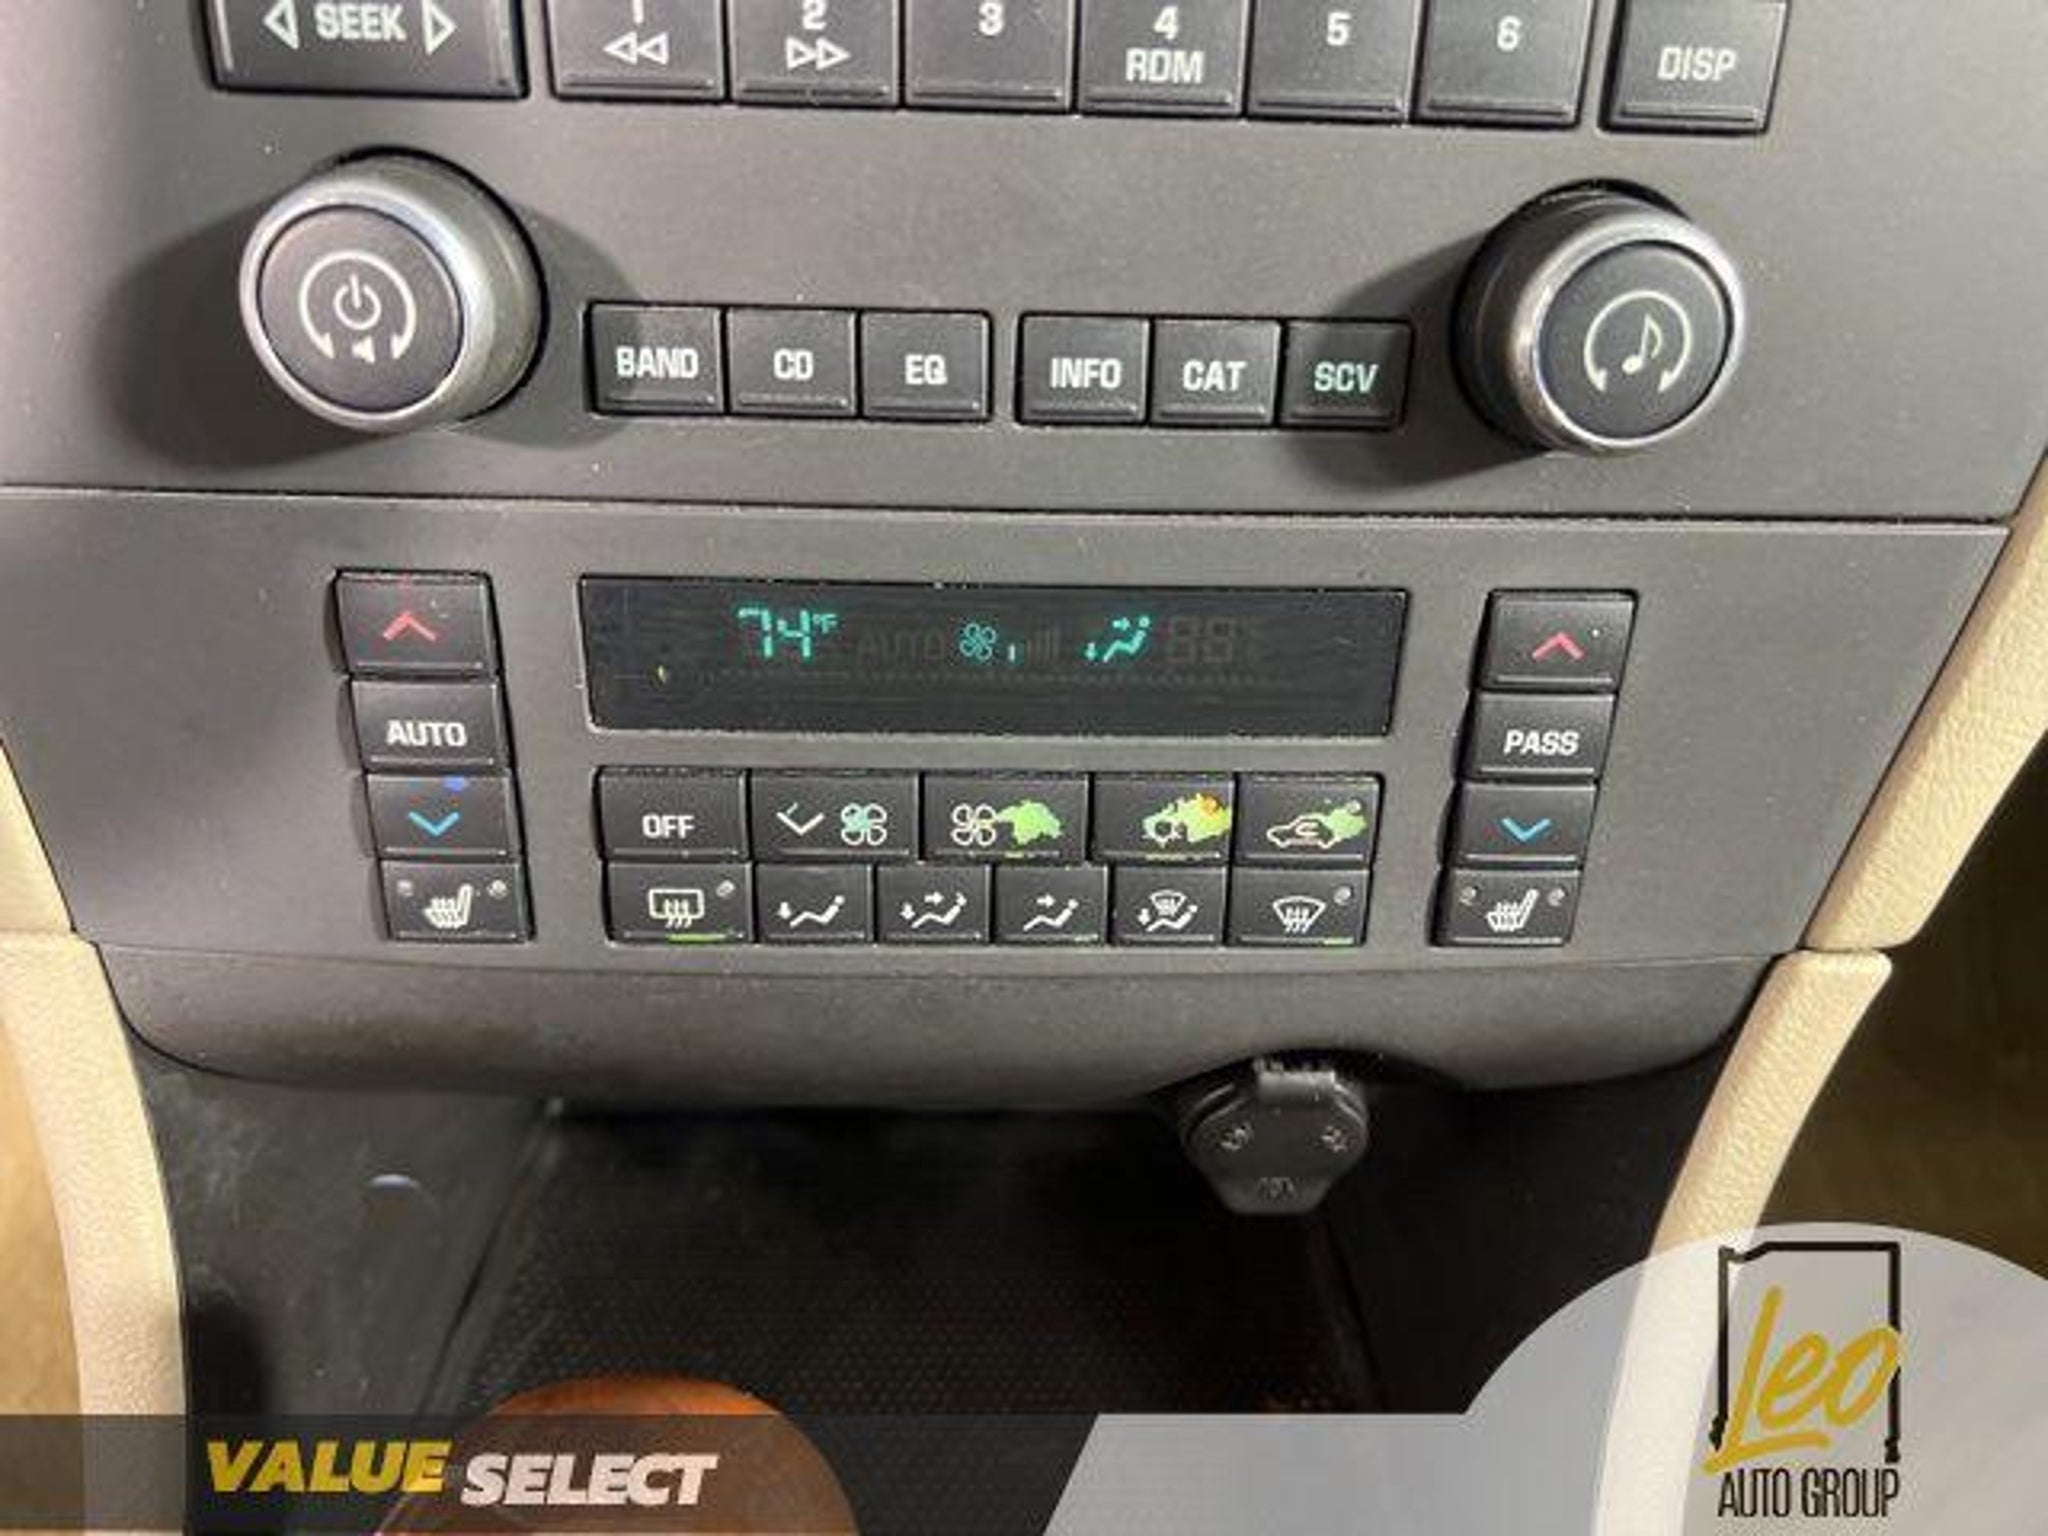 SEEK
1 2 3 4 5 6 DISP
RDM
BAND CD EQ INFO CAT SCV
74°F
AUTO
PASS
OFF
Leo
VALUE SELECT
AUTO GROUP